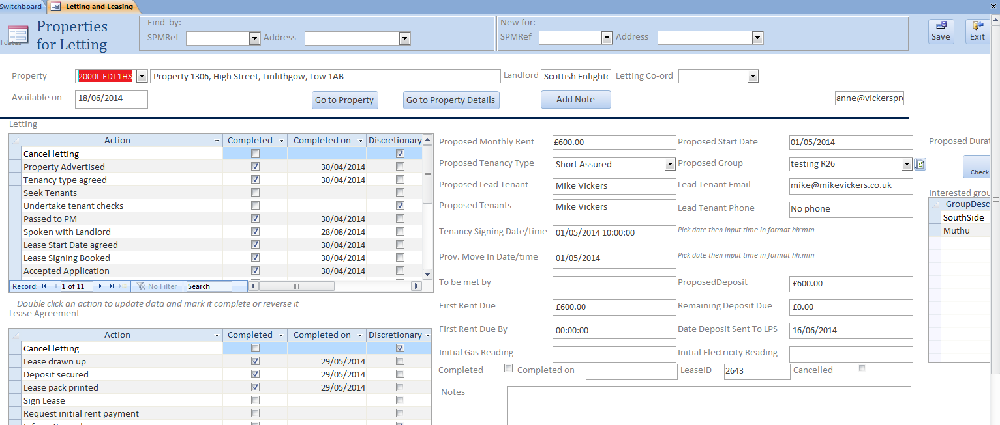 Switchboard
Letting and Leasing
Properties
for Letting
l dates
Find by:
SPMRef
Address
New for:
SPMRef
Address
Save
Exit
Property
2000L EDI 1HS
Property 1306, High Street, Linlithgow, Low 1AB
Landlord
Scottish Enlighte
Letting Co-ord
Available on
18/06/2014
Go to Property
Go to Property Details
Add Note
anne@vickerspr
Letting
Action Completed Completed on Discretionary
Cancel letting
Property Advertised 30/04/2014
Tenancy type agreed 30/04/2014
Seek Tenants
Undertake tenant checks
Passed to PM 30/04/2014
Spoken with Landlord 28/08/2014
Lease Start Date agreed 30/04/2014
Lease Signing Booked 30/04/2014
Accepted Application 30/04/2014
Record: 1 of 11 No Filter Search
Double click an action to update data and mark it complete or reverse it
Lease Agreement
Action Completed Completed on Discretionary
Cancel letting
Lease drawn up 29/05/2014
Deposit secured 29/05/2014
Lease pack printed 29/05/2014
Sign Lease
Request initial rent payment
Proposed Monthly Rent £600.00 Proposed Start Date 01/05/2014 Proposed Durat
Proposed Tenancy Type Short Assured Proposed Group testing R26
Check
Proposed Lead Tenant Mike Vickers Lead Tenant Email mike@mikevickers.co.uk
Interested grou
Proposed Tenants Mike Vickers Lead Tenant Phone No phone
GroupDesc
SouthSide
Muthu
Tenancy Signing Date/time 01/05/2014 10:00:00 Pick date then input time in format hh:mm
Prov. Move In Date/time 01/05/2014 Pick date then input time in format hh:mm
To be met by ProposedDeposit £600.00
First Rent Due £600.00 Remaining Deposit Due £0.00
First Rent Due By 00:00:00 Date Deposit Sent To LPS 16/06/2014
Initial Gas Reading Initial Electricity Reading
Completed Completed on LeaseID 2643 Cancelled
Notes